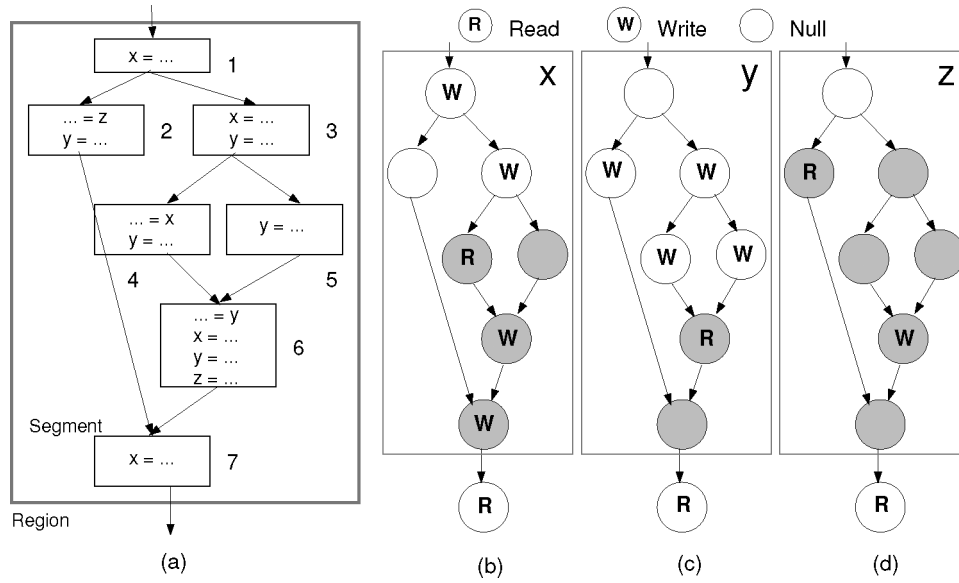 R Read W Write Null
x = ... 1
... = z
y = ... 2
x = ...
y = ... 3
... = x
y = ... 4
y = ... 5
... = y
x = ...
y = ...
z = ... 6
Segment
x = ... 7
Region
(a)
X
W
W
R
W
W
R
(b)
y
W W
W W
R
R
(c)
Z
R
W
R
(d)